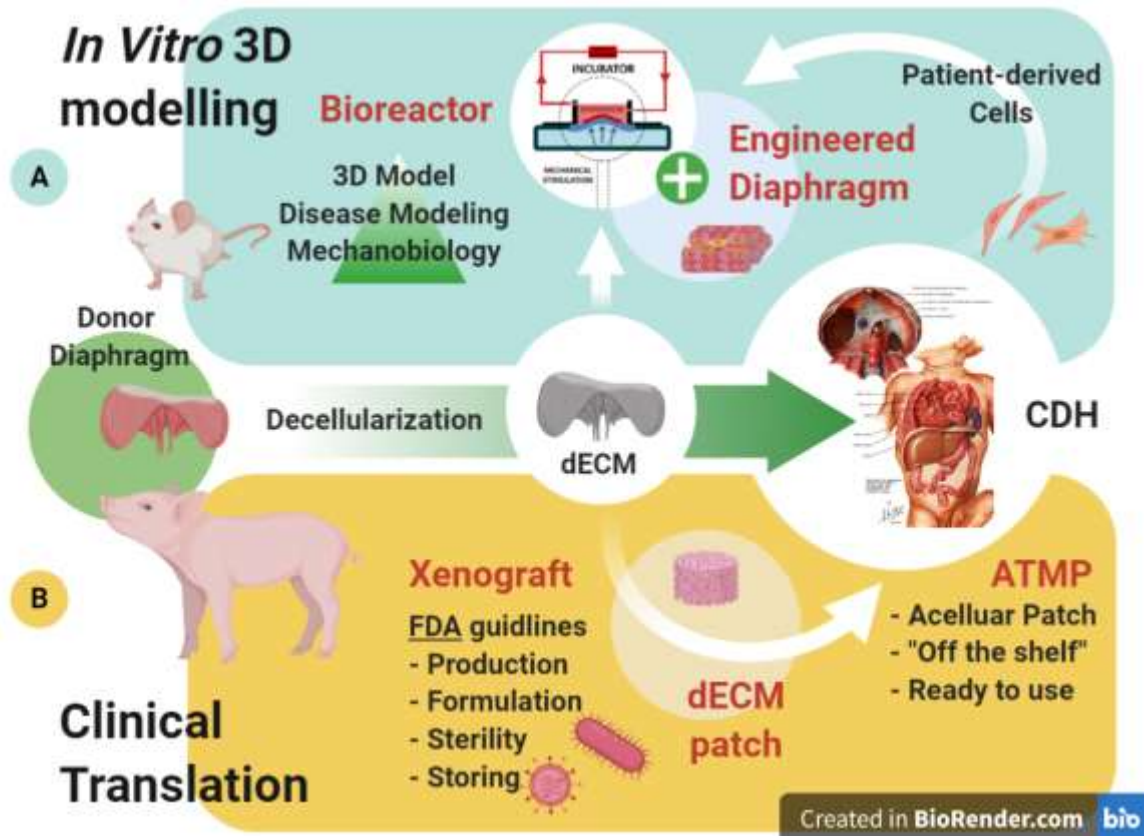 In Vitro 3D
modelling
A
Bioreactor
3D Model
Disease Modeling
Mechanobiology
INCUBATOR
MECHANICAL
STIMULATION
Engineered
Diaphragm
Patient-derived
Cells
Donor
Diaphragm
Decellularization
dECM
CDH
B
Clinical
Translation
Xenograft
FDA guidlines
- Production
- Formulation
- Sterility
- Storing
dECM
patch
ATMP
- Acelluar Patch
- "Off the shelf"
- Ready to use
Created in BioRender.com bio